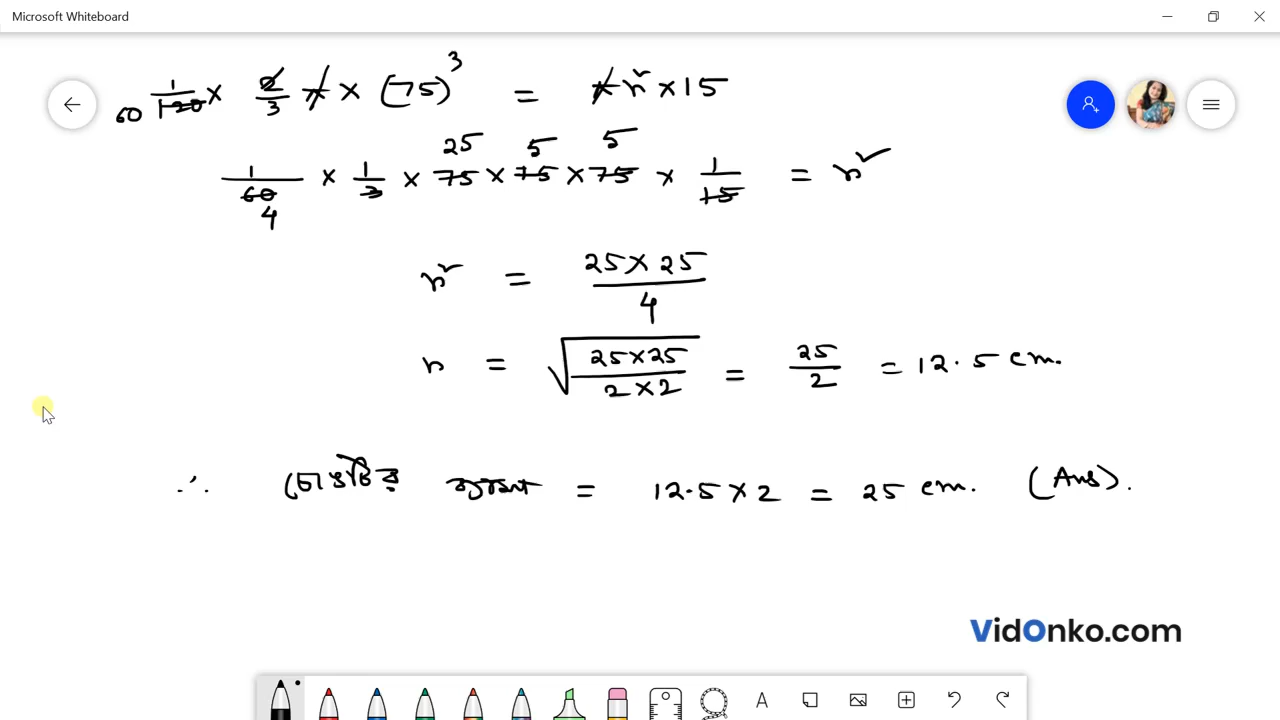 Microsoft Whiteboard
60 1/120 × 2/3 π × (75)³ = π r² × 15
1/60 4 × 1/3 × 75 25 × 75 5 × 75 5 × 1/15 = r²
r² = 25 × 25 / 4
r = √(25×25 / 2×2) = 25/2 = 12.5 cm.
∴ চোঙটির ব্যাস = 12.5 × 2 = 25 cm. (Ans).
VidOnko.com
A